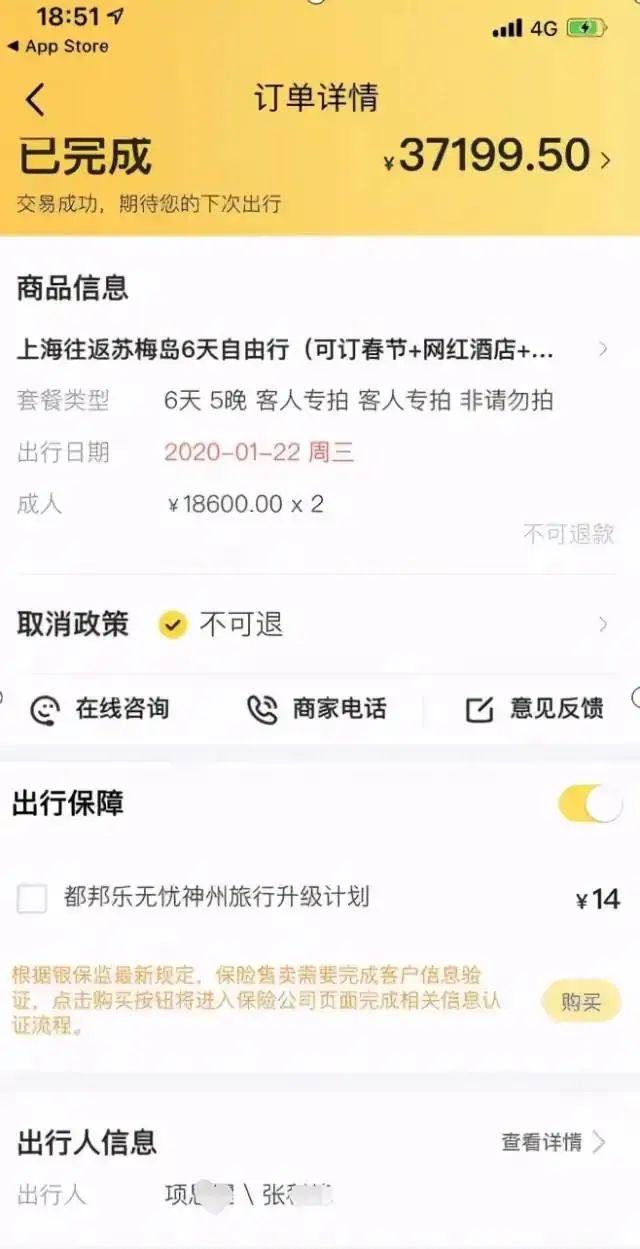 18:51
4G
App Store
订单详情
已完成
¥37199.50
交易成功，期待您的下次出行
商品信息
上海往返苏梅岛6天自由行（可订春节+网红酒店+...
套餐类型 6天 5晚 客人专拍 客人专拍 非请勿拍
出行日期 2020-01-22 周三
成人 ¥18600.00 x 2
不可退款
取消政策 不可退
在线咨询 商家电话 意见反馈
出行保障
都邦乐无忧神州旅行升级计划 ¥14
根据银保监最新规定，保险售卖需要完成客户信息验
证，点击购买按钮将进入保险公司页面完成相关信息认
证流程。
购买
出行人信息 查看详情
出行人 项 \ 张